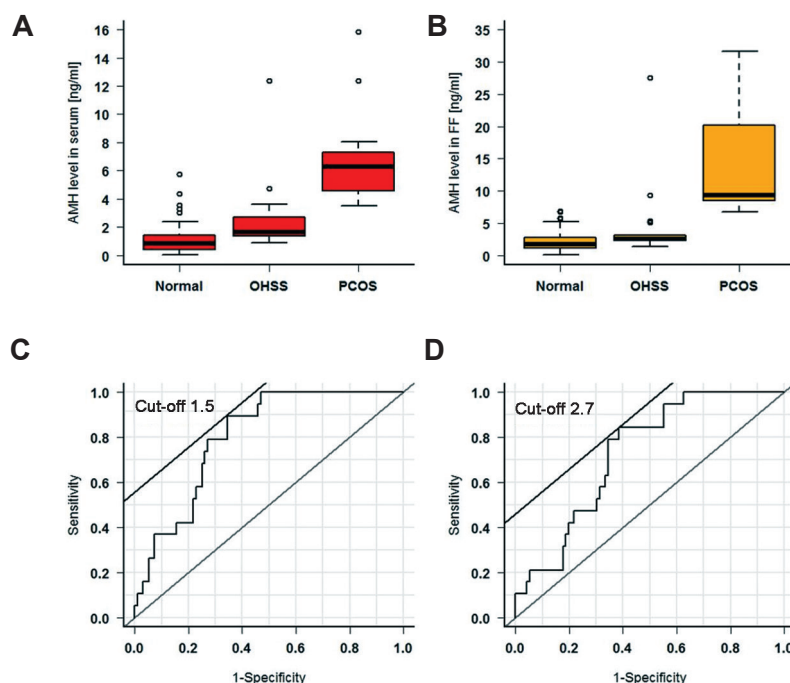 A
AMH level in serum [ng/ml]
16
14
12
10
8
6
4
2
0
Normal OHSS PCOS
B
AMH level in FF [ng/ml]
35
30
25
20
15
10
5
0
Normal OHSS PCOS
C
Cut-off 1.5
Sensitivity
1.0
0.8
0.6
0.4
0.2
0.0
0.0 0.2 0.4 0.6 0.8 1.0
1-Specificity
D
Cut-off 2.7
Sensitivity
1.0
0.8
0.6
0.4
0.2
0.0
0.0 0.2 0.4 0.6 0.8 1.0
1-Specificity